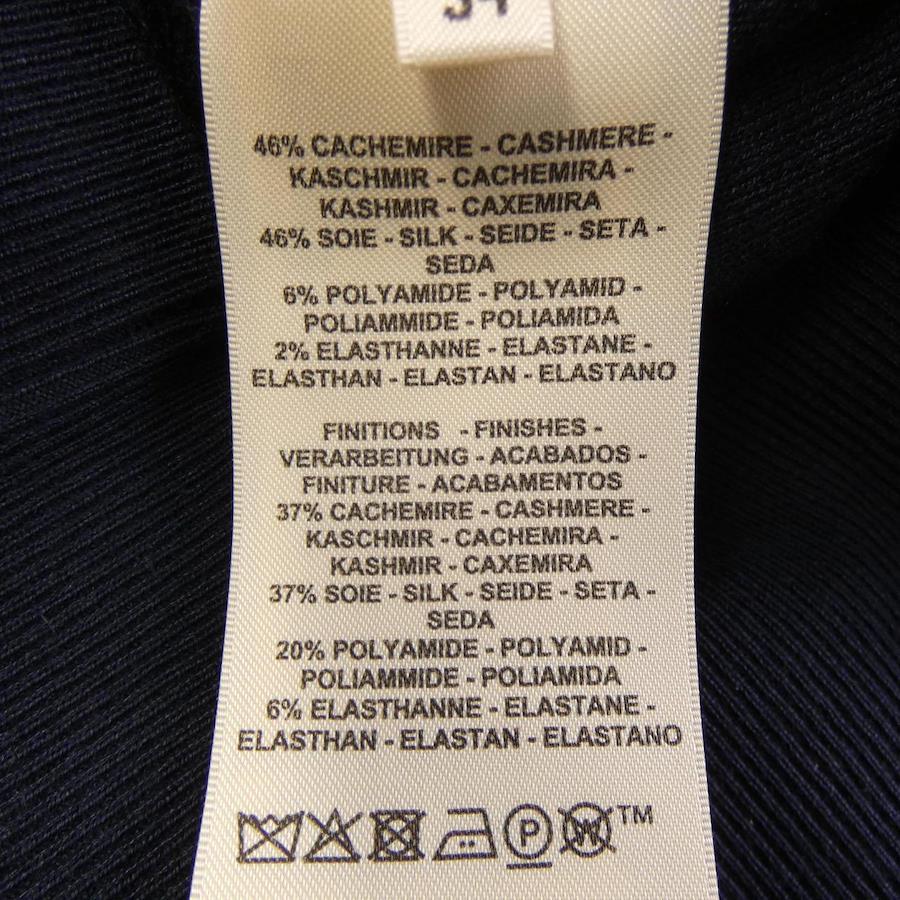 34
46% CACHEMIRE - CASHMERE -
KASCHMIR - CACHEMIRA -
KASHMIR - CAXEMIRA
46% SOIE - SILK - SEIDE - SETA -
SEDA
6% POLYAMIDE - POLYAMID -
POLIAMMIDE - POLIAMIDA
2% ELASTHANNE - ELASTANE -
ELASTHAN - ELASTAN - ELASTANO
FINITIONS - FINISHES -
VERARBEITUNG - ACABADOS -
FINITURE - ACABAMENTOS
37% CACHEMIRE - CASHMERE -
KASCHMIR - CACHEMIRA -
KASHMIR - CAXEMIRA
37% SOIE - SILK - SEIDE - SETA -
SEDA
20% POLYAMIDE - POLYAMID -
POLIAMMIDE - POLIAMIDA
6% ELASTHANNE - ELASTANE -
ELASTHAN - ELASTAN - ELASTANO
P W TM